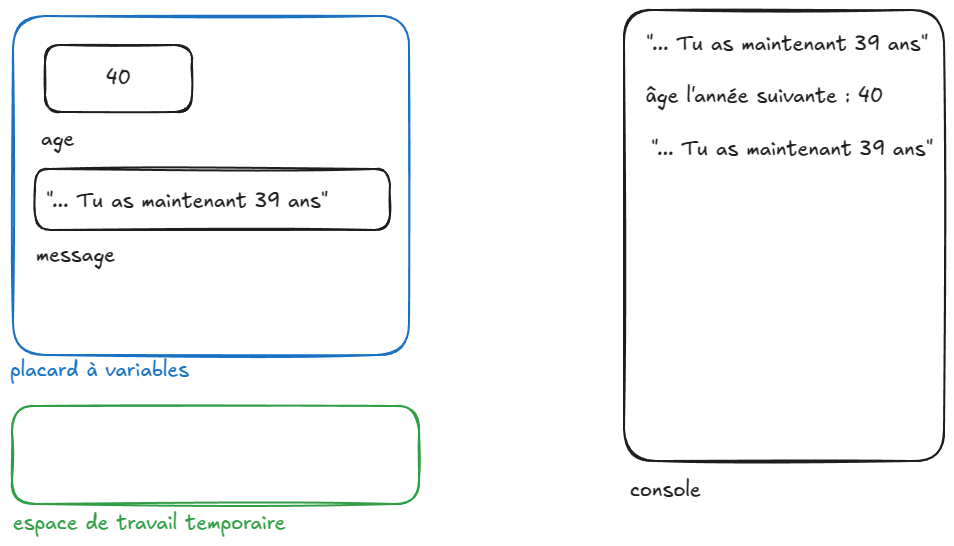 40
age
"... Tu as maintenant 39 ans"
message
placard à variables
espace de travail temporaire
"... Tu as maintenant 39 ans"
âge l'année suivante : 40
"... Tu as maintenant 39 ans"
console